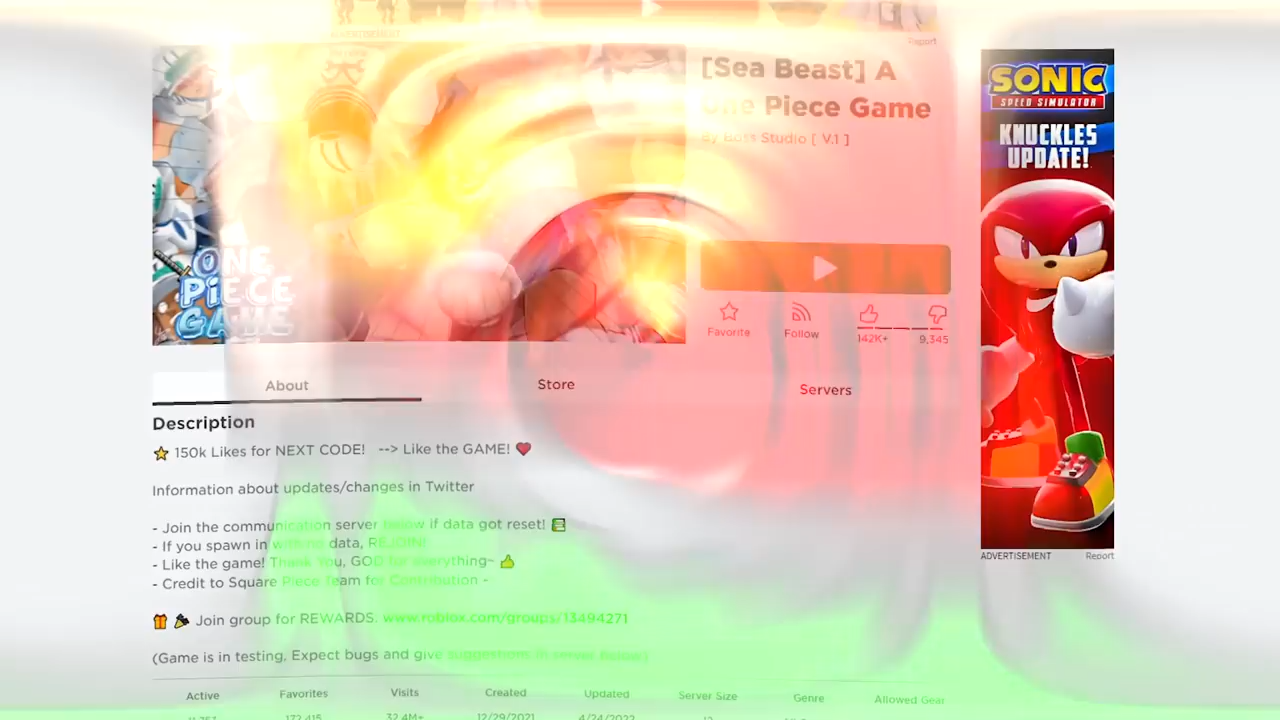 ADVERTISEMENT
Report
[Sea Beast] A
One Piece Game
By Boss Studio [ V.1 ]
ONE
PiECE
GAME
Favorite
Follow
142K+
9,345
SONIC
SPEED SIMULATOR
KNUCKLES
UPDATE!
ADVERTISEMENT
Report
About
Store
Servers
Description
150k Likes for NEXT CODE! --> Like the GAME!
Information about updates/changes in Twitter
- Join the communication server below if data got reset!
- If you spawn in with no data, REJOIN!
- Like the game! Thank You, GOD for everything~
- Credit to Square Piece Team for Contribution -
Join group for REWARDS. www.roblox.com/groups/13494271
(Game is in testing, Expect bugs and give suggestions in server below)
Active
Favorites
Visits
Created
Updated
Server Size
Genre
Allowed Gear
172,415
32.4M+
12/29/2021
4/24/2022